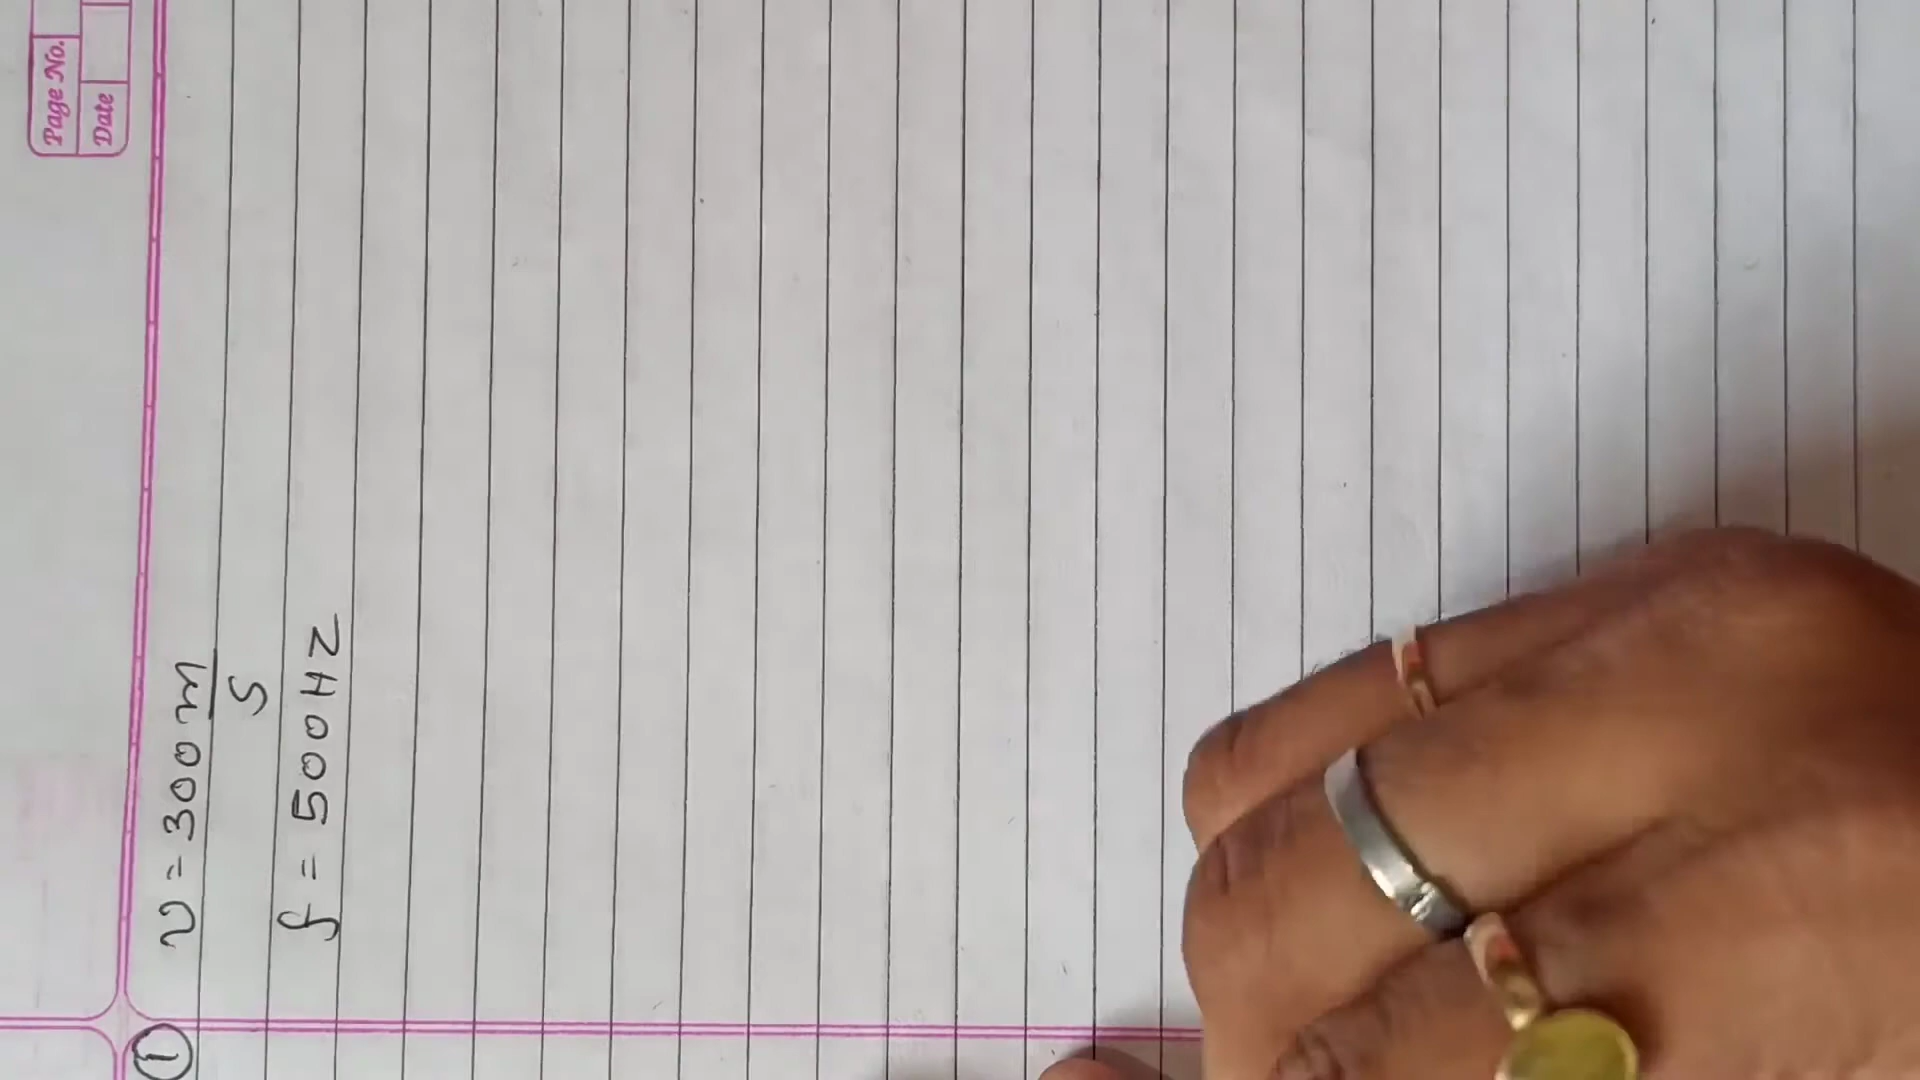 Page No.
Date
① v = 300 m
s
f = 500 Hz